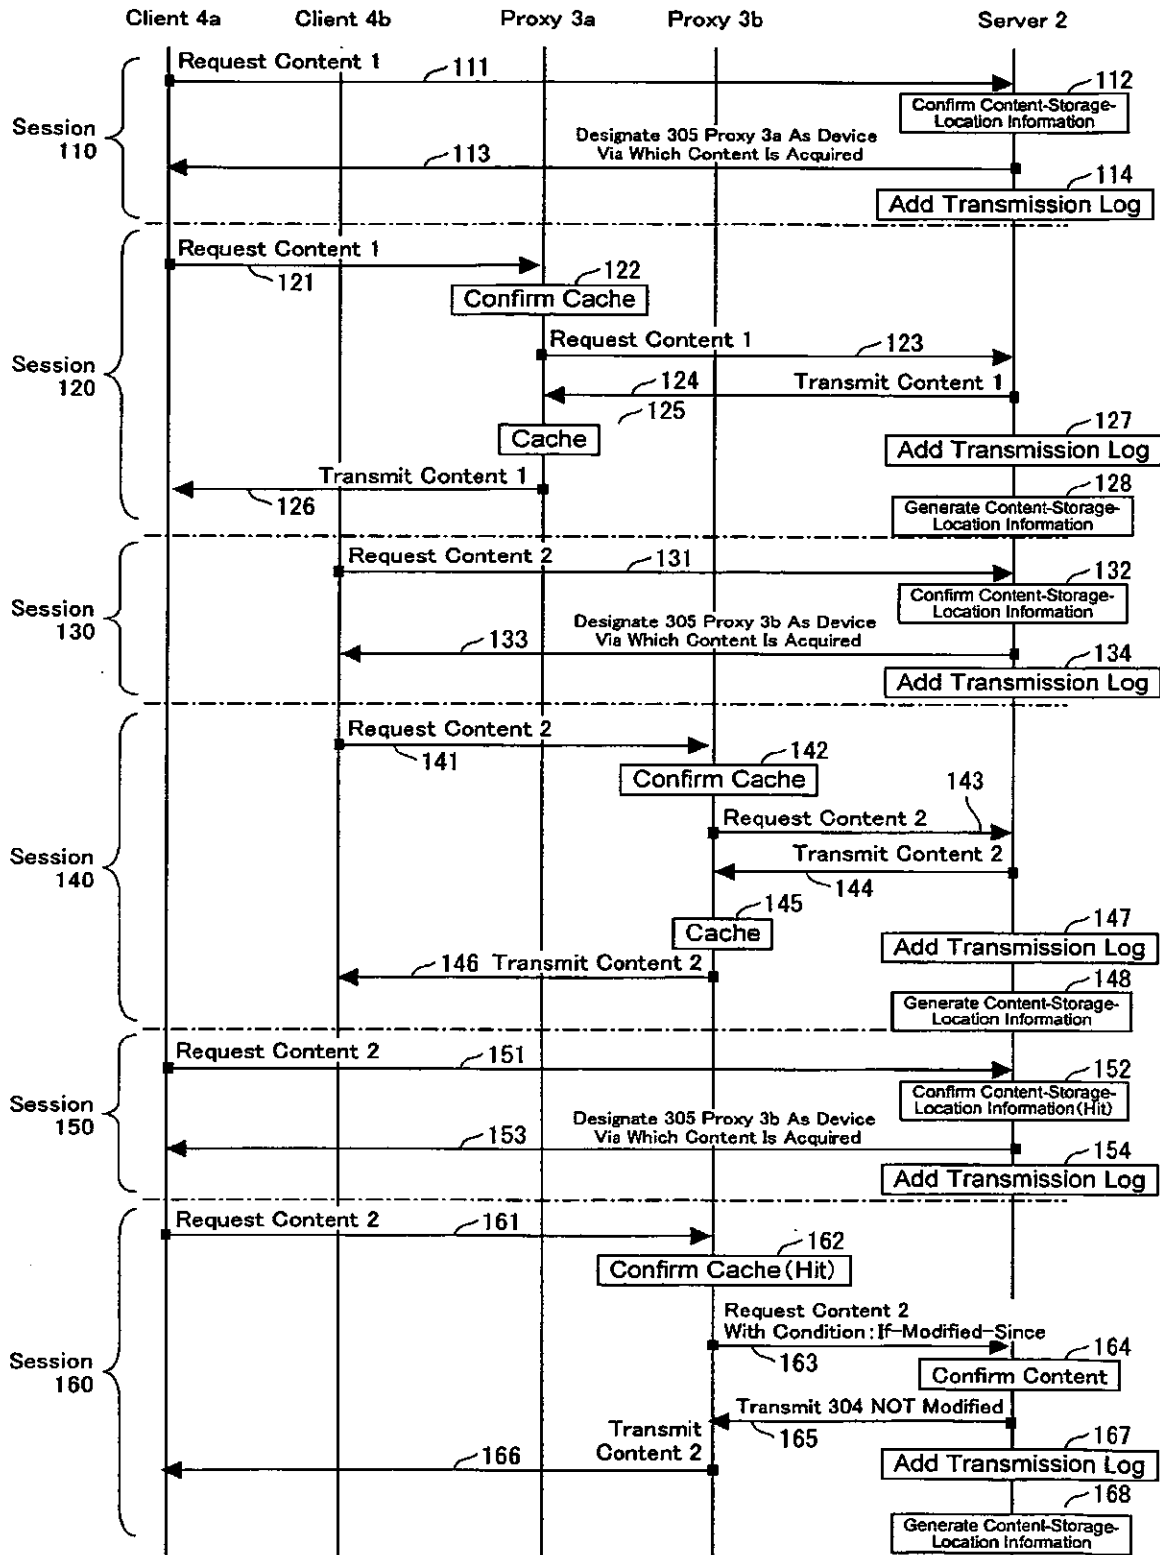 Client 4a Client 4b Proxy 3a Proxy 3b Server 2
Request Content 1
111
112
Confirm Content-Storage-
Location Information
Session
110
Designate 305 Proxy 3a As Device
Via Which Content Is Acquired
113
114
Add Transmission Log
Request Content 1
121
122
Confirm Cache
Request Content 1
123
Session
120
124
Transmit Content 1
125
Cache
127
Add Transmission Log
Transmit Content 1
126
128
Generate Content-Storage-
Location Information
Request Content 2
131
132
Confirm Content-Storage-
Location Information
Session
130
Designate 305 Proxy 3b As Device
Via Which Content Is Acquired
133
134
Add Transmission Log
Request Content 2
141
142
Confirm Cache
143
Request Content 2
Transmit Content 2
144
Session
140
145
Cache
147
Add Transmission Log
146 Transmit Content 2
148
Generate Content-Storage-
Location Information
Request Content 2
151
152
Confirm Content-Storage-
Location Information(Hit)
Session
150
Designate 305 Proxy 3b As Device
Via Which Content Is Acquired
153
154
Add Transmission Log
Request Content 2
161
162
Confirm Cache(Hit)
Request Content 2
With Condition:If-Modified-Since
163
164
Confirm Content
Session
160
Transmit 304 NOT Modified
165
Transmit
Content 2
166
167
Add Transmission Log
168
Generate Content-Storage-
Location Information